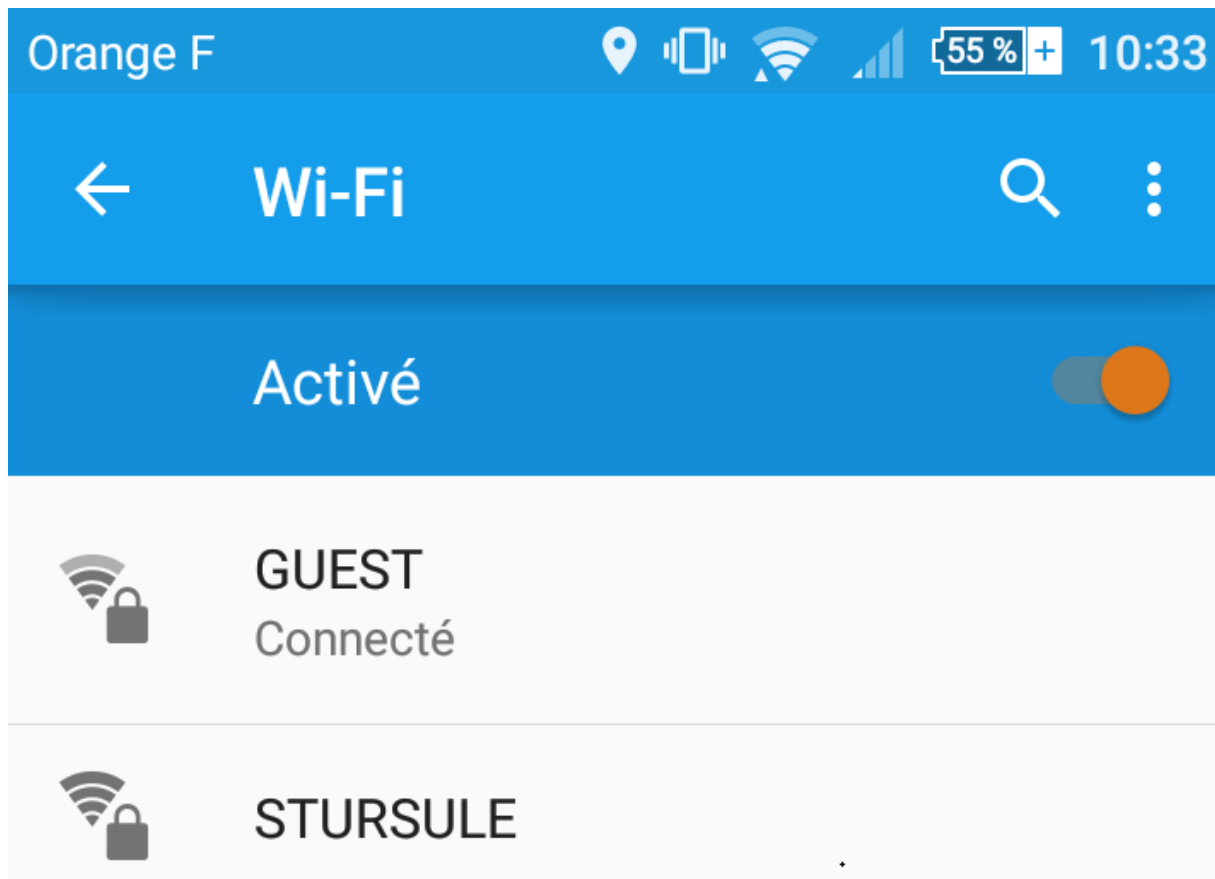 Orange F 55 % 10:33
Wi-Fi
Activé
GUEST
Connecté
STURSULE